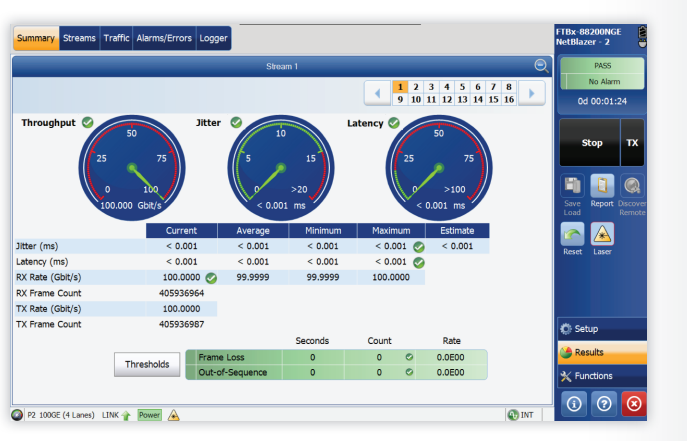 Summary Streams Traffic Alarms/Errors Logger
FTBx-88200NGE
NetBlazer - 2
Stream 1
PASS
No Alarm
0d 00:01:24
1 2 3 4 5 6 7 8
9 10 11 12 13 14 15 16
Throughput Jitter Latency
50 10 50
25 75 5 15 25 75
0 100 0 >20 0 >100
100.000 Gbit/s < 0.001 ms < 0.001 ms
Stop TX
Save Load Report Discover Remote
Reset Laser
Current Average Minimum Maximum Estimate
Jitter (ms) < 0.001 < 0.001 < 0.001 < 0.001 < 0.001
Latency (ms) < 0.001 < 0.001 < 0.001 < 0.001
RX Rate (Gbit/s) 100.0000 99.9999 99.9999 100.0000
RX Frame Count 405936964
TX Rate (Gbit/s) 100.0000
TX Frame Count 405936987
Seconds Count Rate
Thresholds
Frame Loss 0 0 0.0E00
Out-of-Sequence 0 0 0.0E00
Setup
Results
Functions
P2 100GE (4 Lanes) LINK Power INT